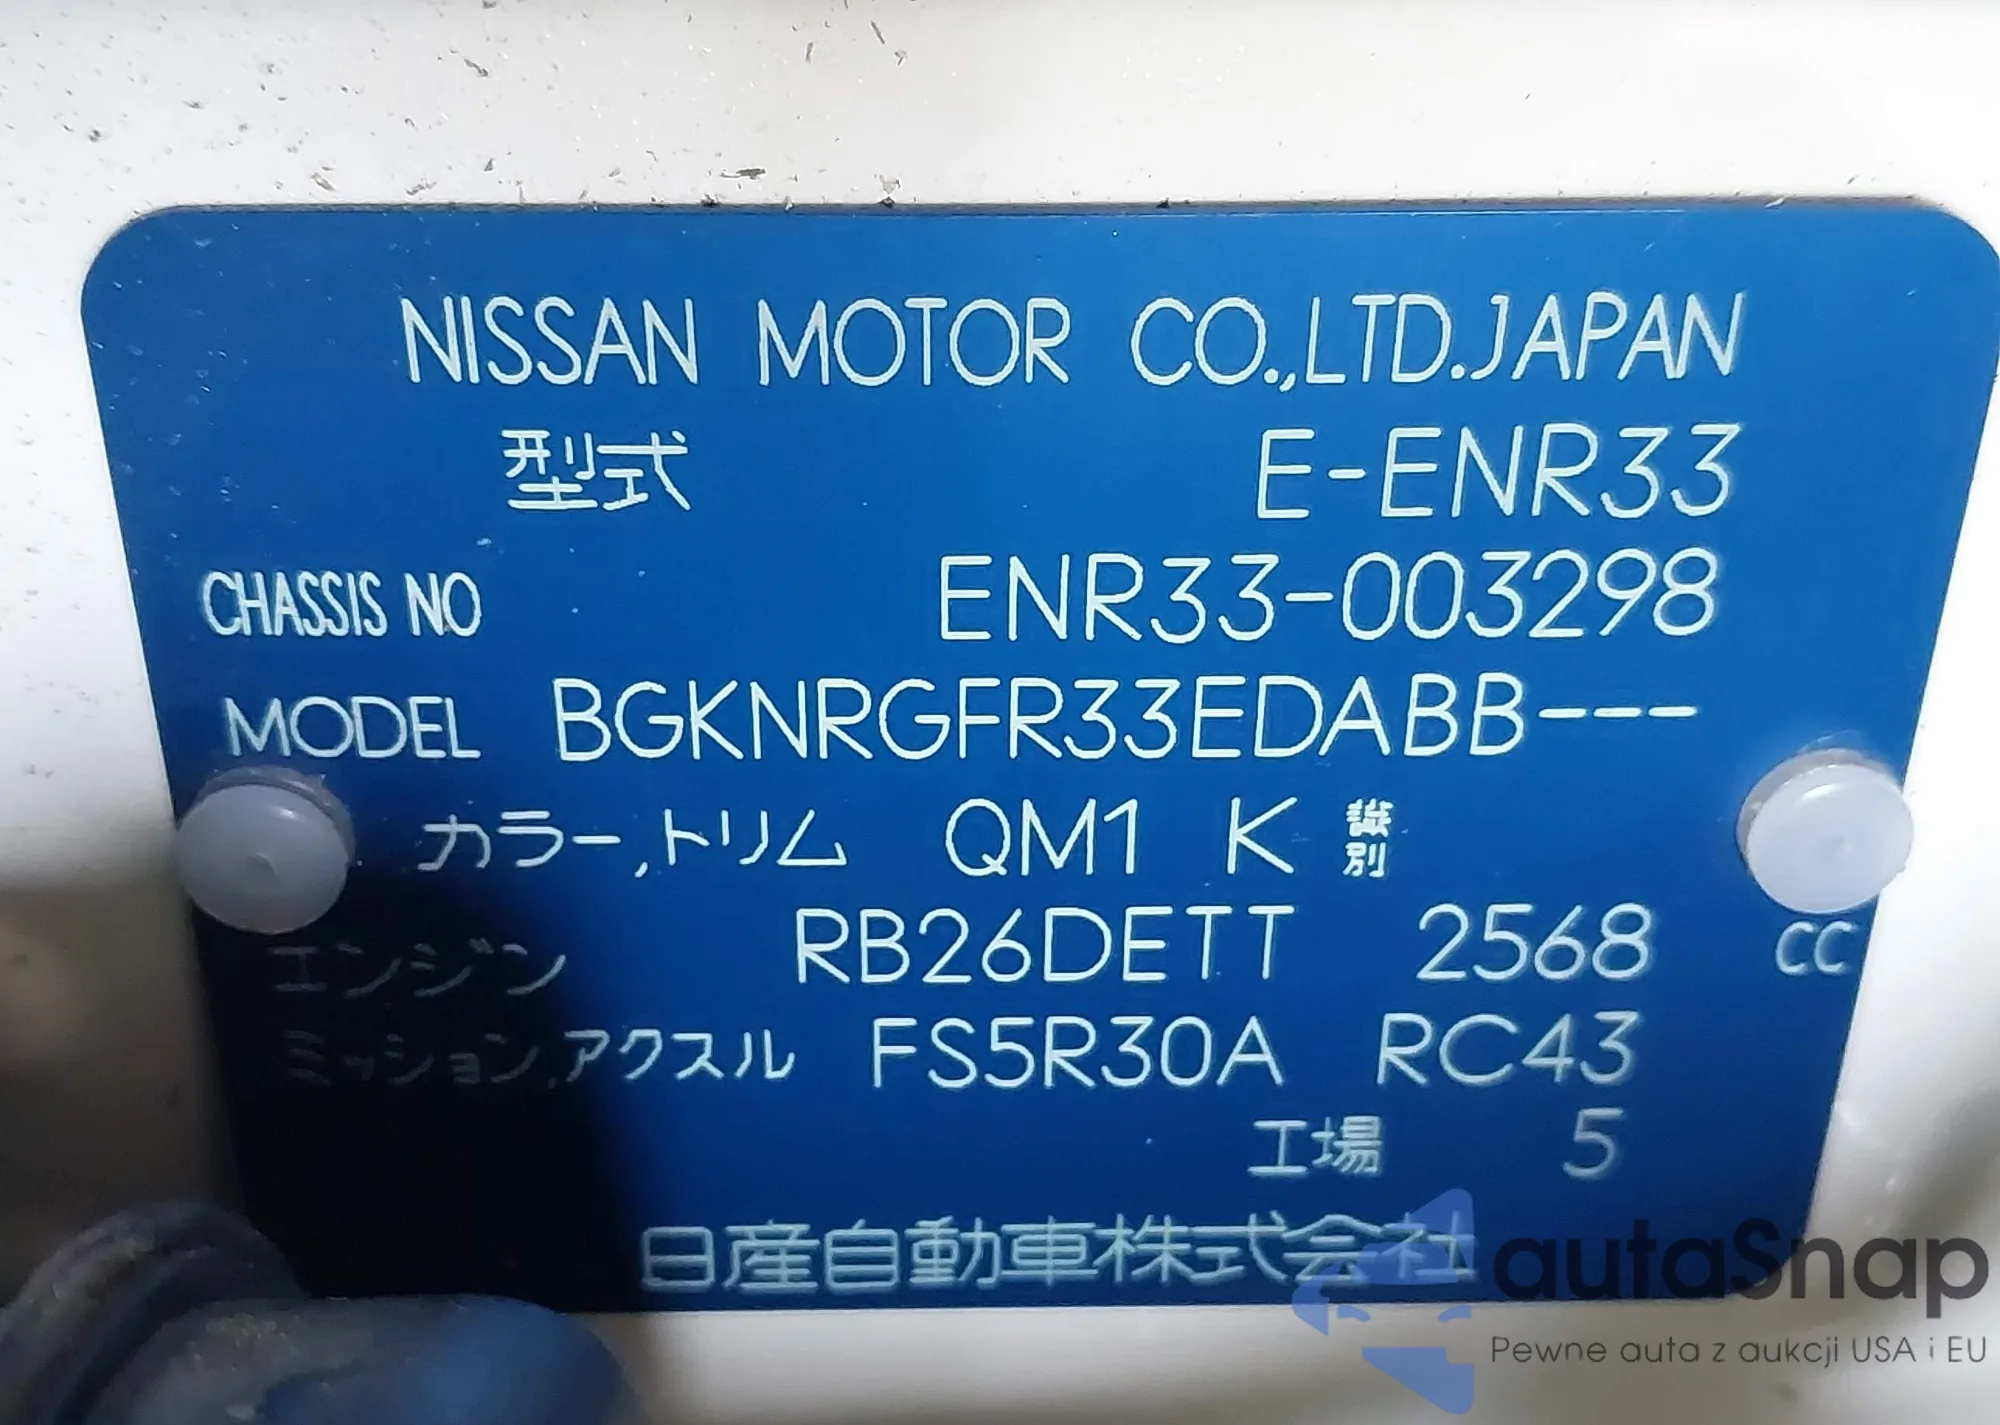 NISSAN MOTOR CO.,LTD.JAPAN
型式 E-ENR33
CHASSIS NO ENR33-003298
MODEL BGKNRGFR33EDABB---
カラー,トリム QM1 K 識別
エンジン RB26DETT 2568 CC
ミッション,アクスル FS5R30A RC43
工場 5
日産自動車株式会社
autaSnap
Pewne auta z aukcji USA i EU